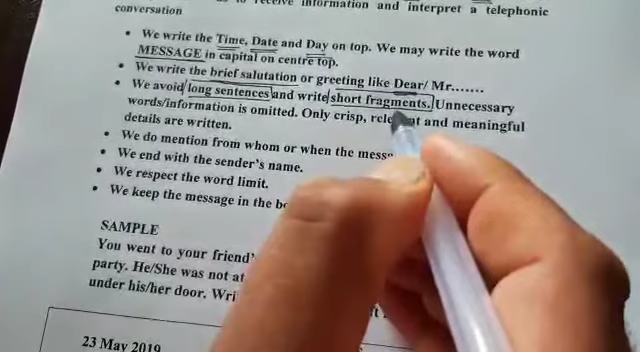 to receive information and interpret a telephonic
conversation
• We write the Time, Date and Day on top. We may write the word
MESSAGE in capital on centre top.
• We write the brief salutation or greeting like Dear/ Mr.......
• We avoid long sentences and write short fragments. Unnecessary
words/information is omitted. Only crisp, and meaningful
details are written.
• We do mention from whom or when the
• We end with the sender's name.
• We respect the word limit.
• We keep the message in the
SAMPLE
You went to your friend'
party. He/She was not at
under his/her door.
23 May 2019